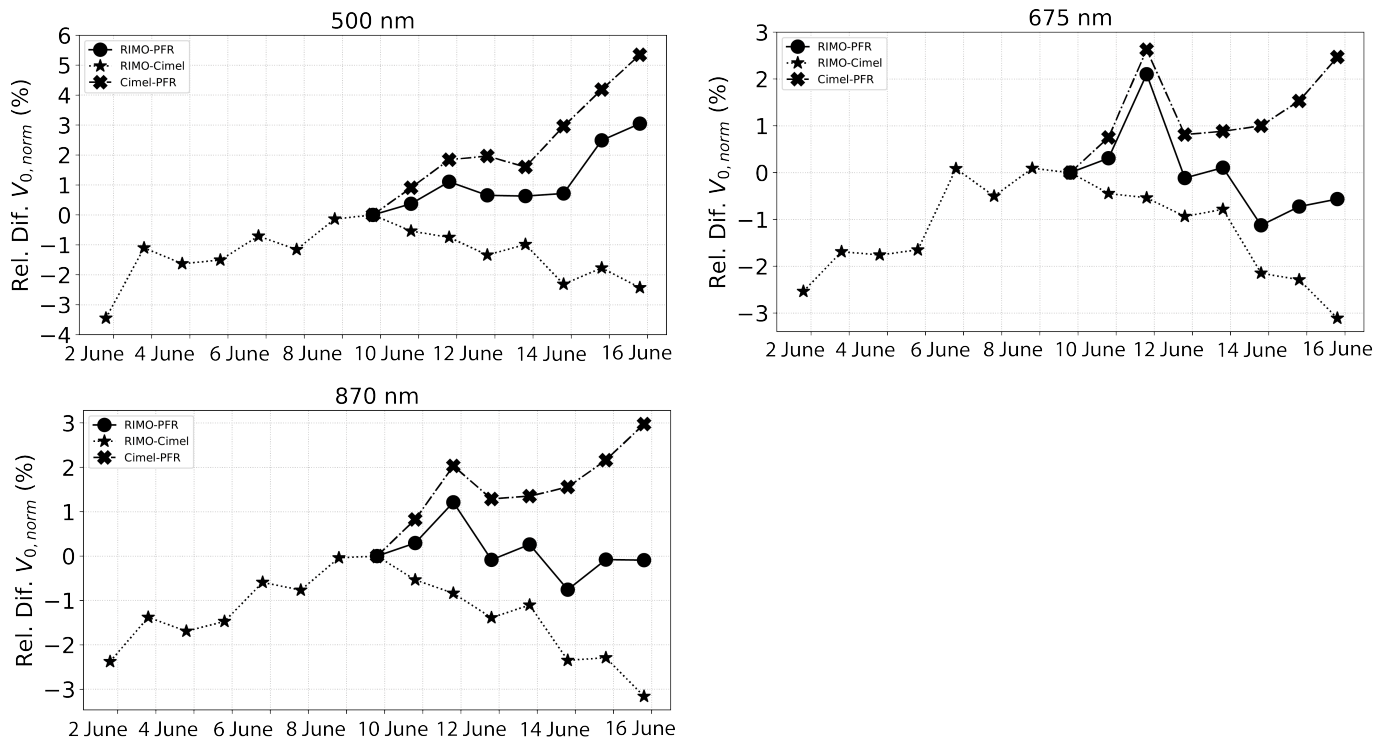 500 nm
Rel. Dif. V0,norm (%)
6
5
4
3
2
1
0
−1
−2
−3
−4
RIMO-PFR
RIMO-Cimel
Cimel-PFR
2 June 4 June 6 June 8 June 10 June 12 June 14 June 16 June
675 nm
Rel. Dif. V0,norm (%)
3
2
1
0
−1
−2
−3
RIMO-PFR
RIMO-Cimel
Cimel-PFR
2 June 4 June 6 June 8 June 10 June 12 June 14 June 16 June
870 nm
Rel. Dif. V0,norm (%)
3
2
1
0
−1
−2
−3
RIMO-PFR
RIMO-Cimel
Cimel-PFR
2 June 4 June 6 June 8 June 10 June 12 June 14 June 16 June